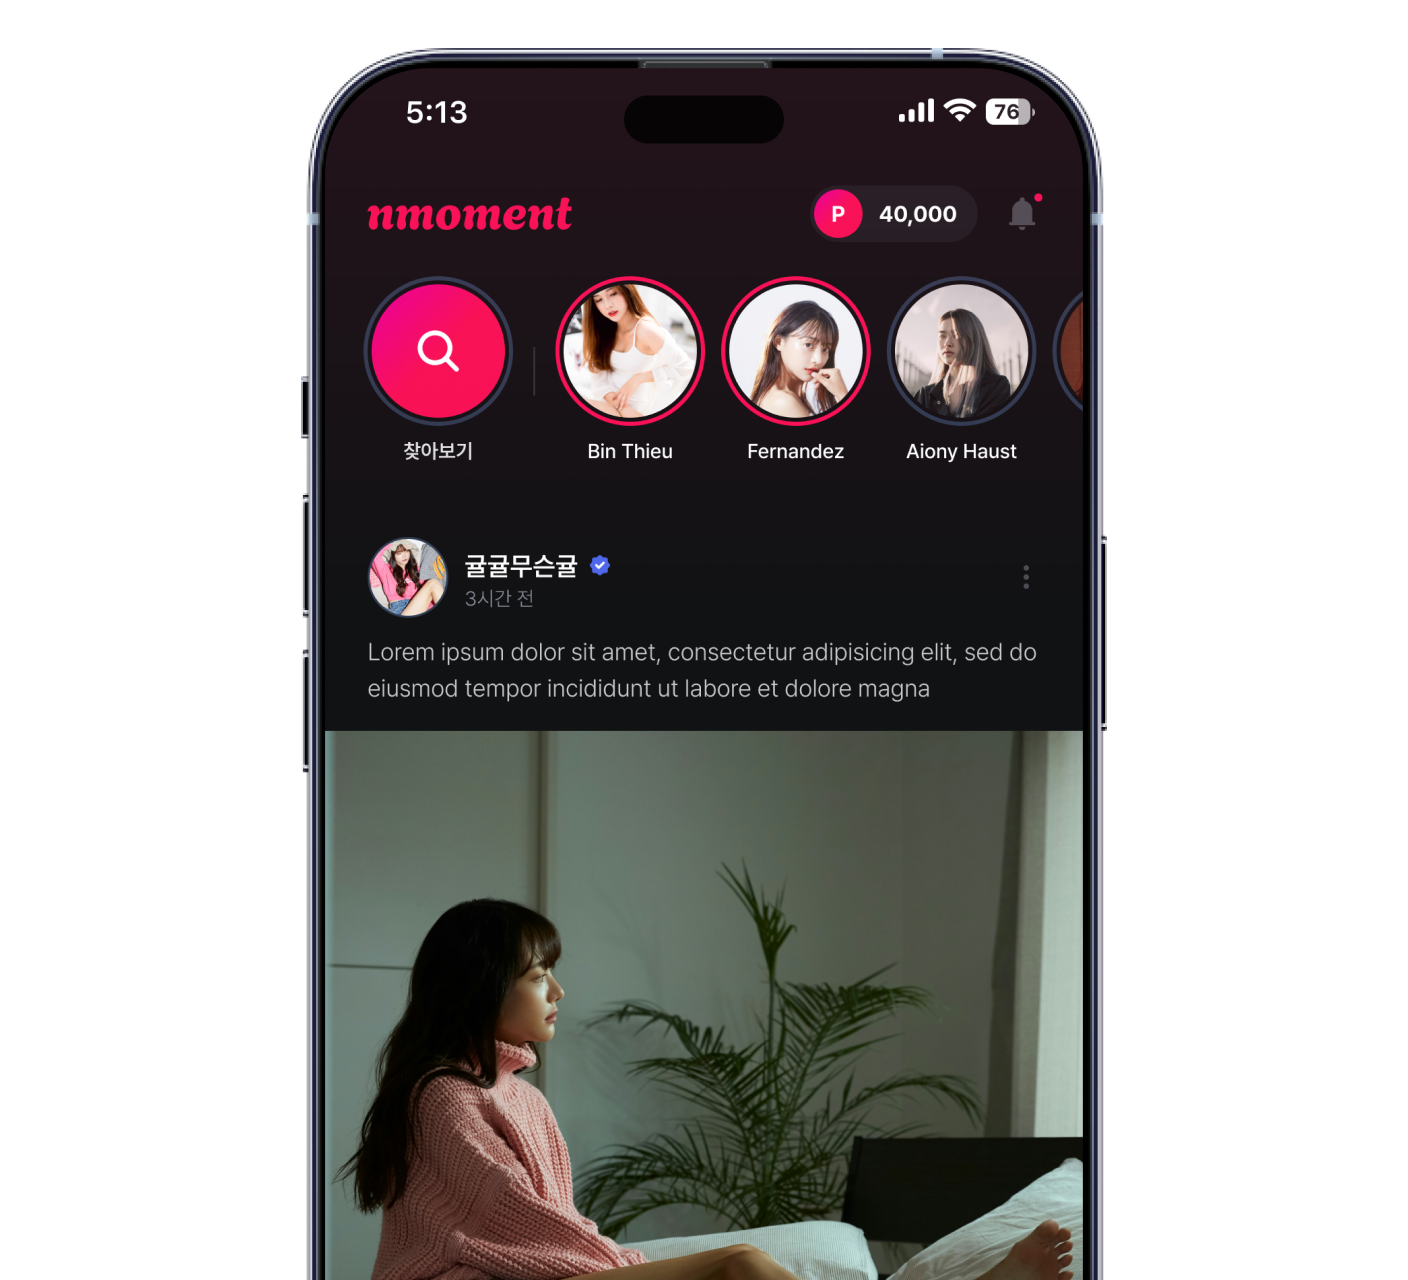 5:13
76
nmoment
P 40,000
찾아보기
Bin Thieu
Fernandez
Aiony Haust
귤귤무슨귤
3시간 전
Lorem ipsum dolor sit amet, consectetur adipisicing elit, sed do
eiusmod tempor incididunt ut labore et dolore magna